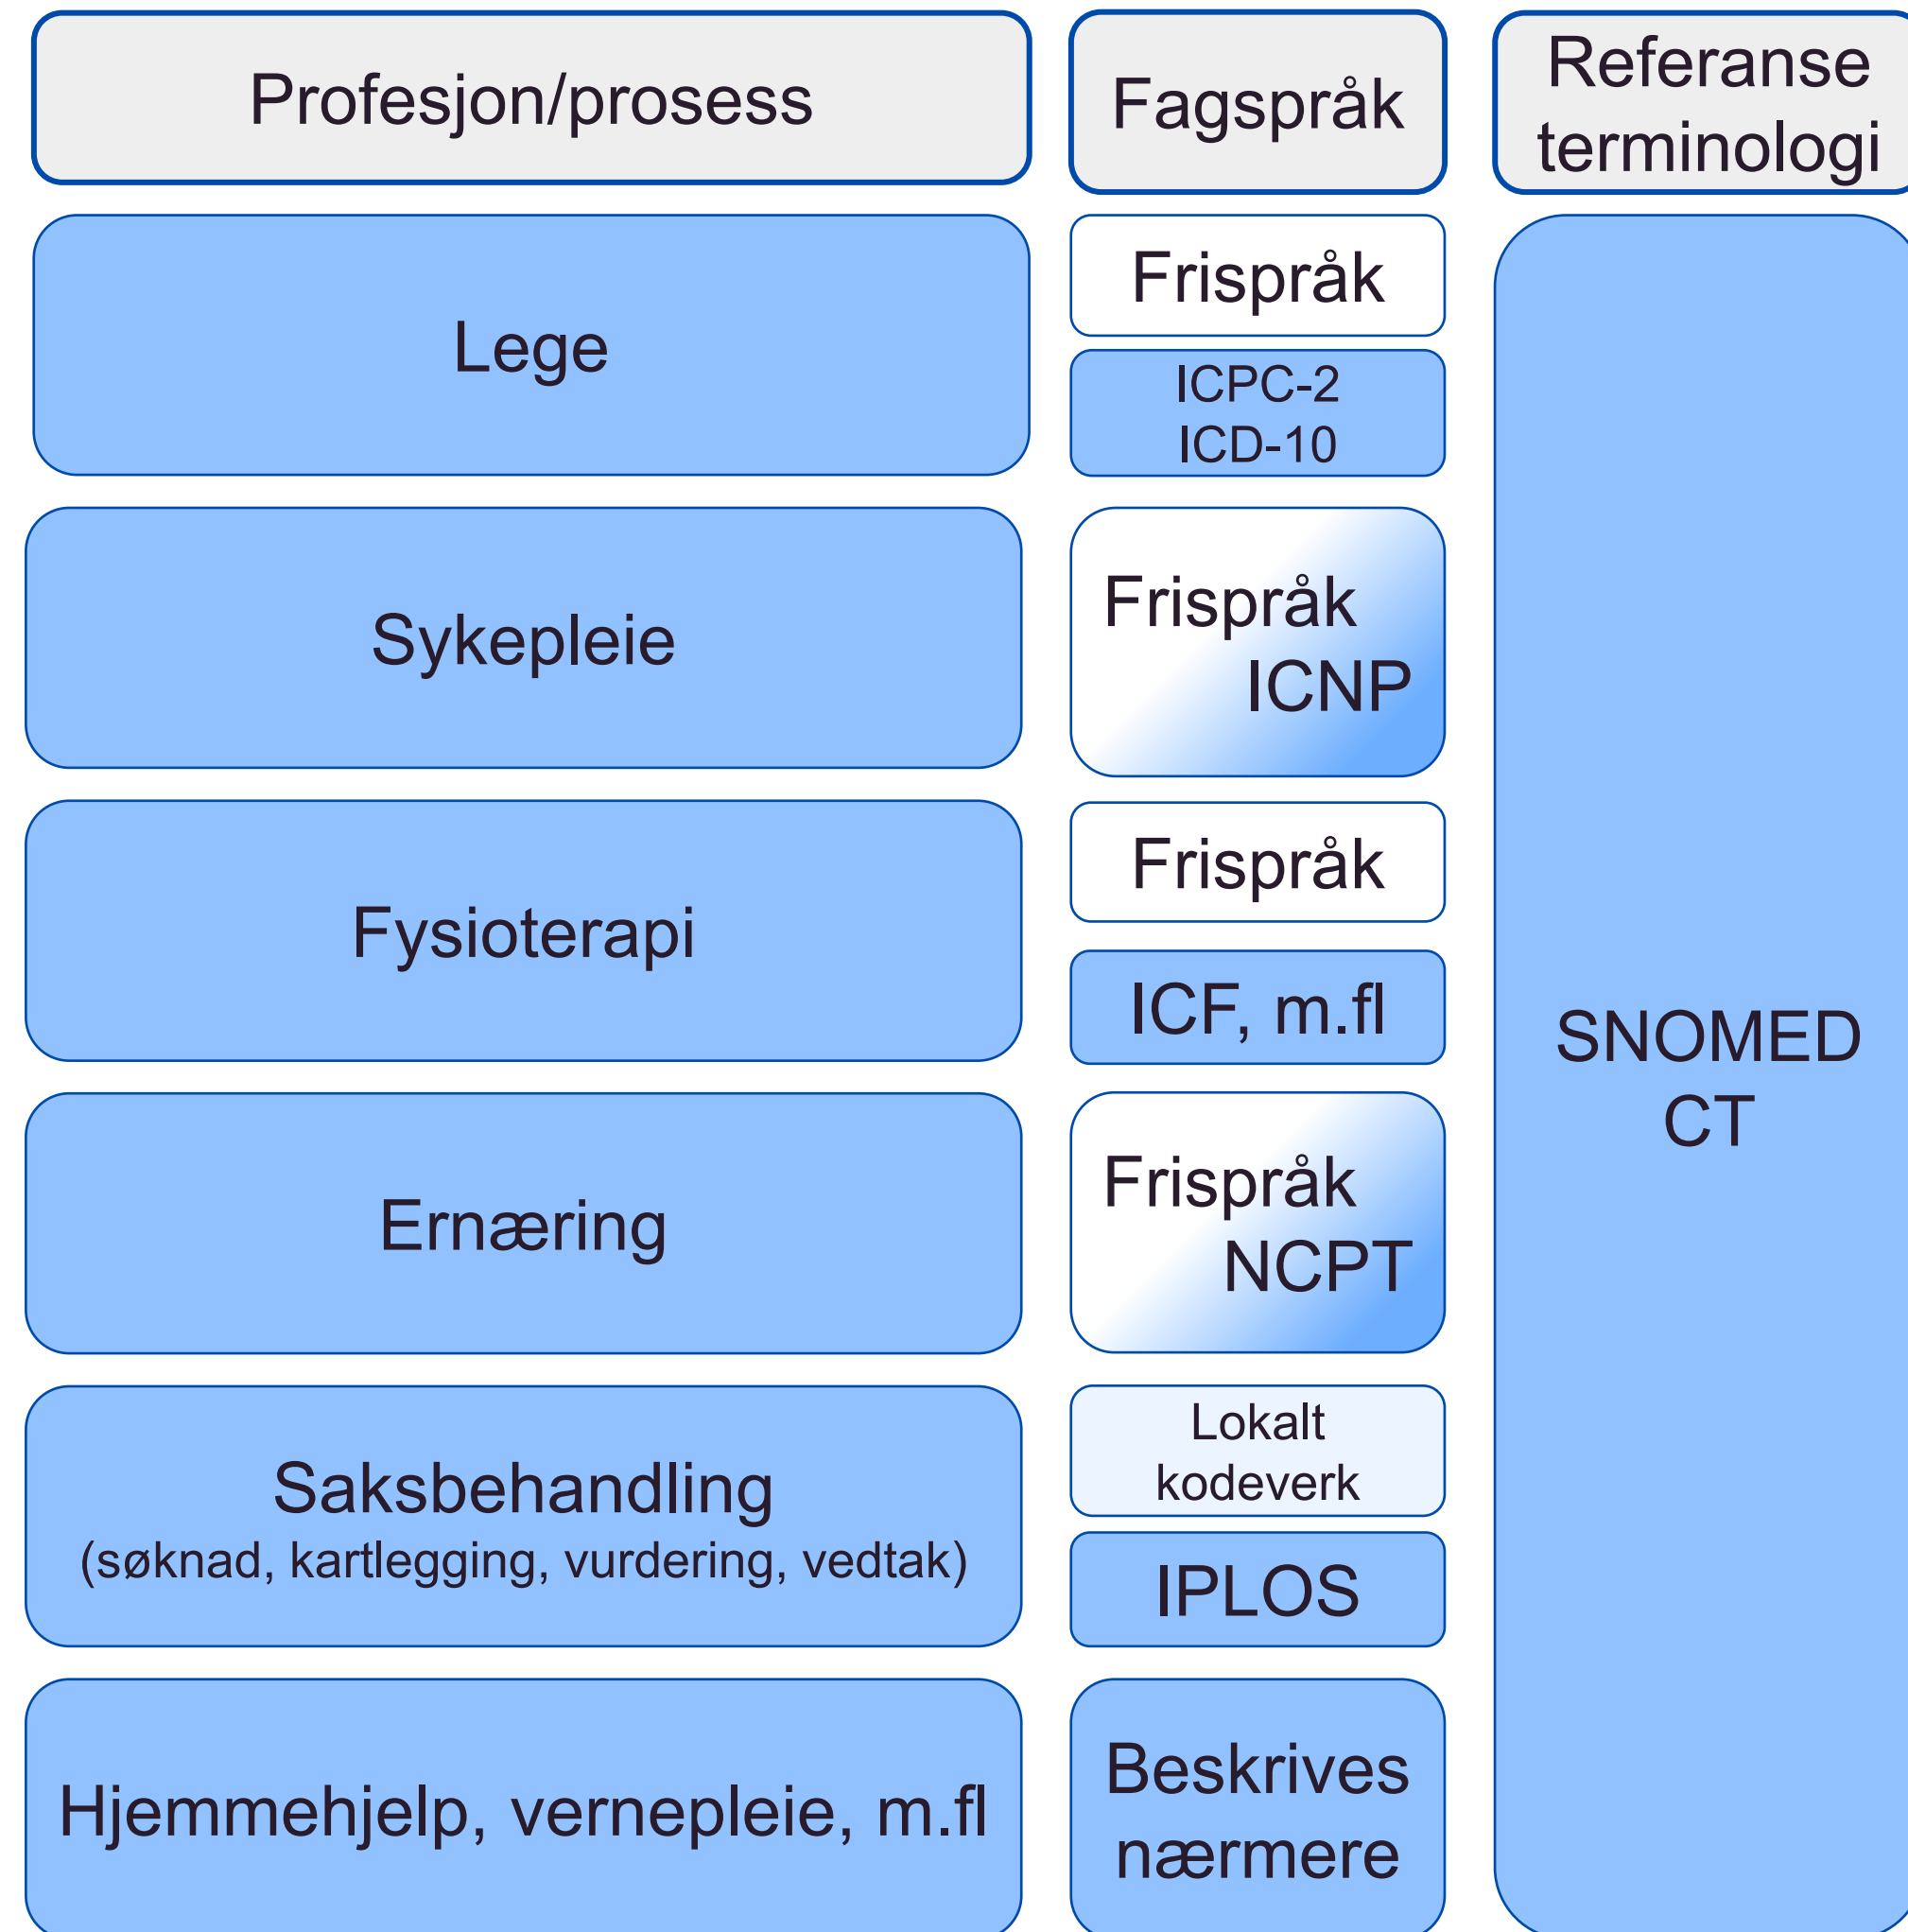 Profesjon/prosess
Fagspråk
Referanse
terminologi
Lege
Frispråk
ICPC-2
ICD-10
Sykepleie
Frispråk
ICNP
Fysioterapi
Frispråk
ICF, m.fl
Ernæring
Frispråk
NCPT
Saksbehandling
(søknad, kartlegging, vurdering, vedtak)
Lokalt
kodeverk
IPLOS
Hjemmehjelp, vernepleie, m.fl
Beskrives
nærmere
SNOMED
CT